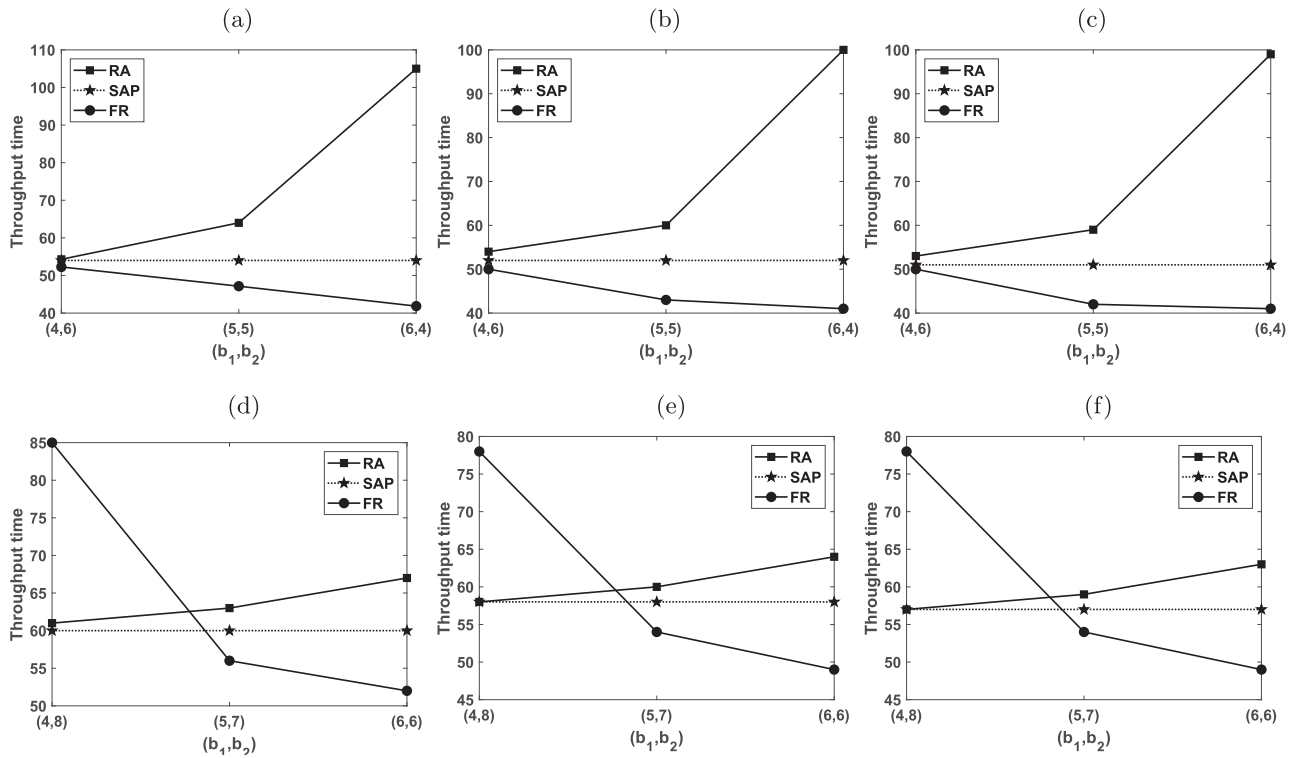 (a)
Throughput time
110
100
90
80
70
60
50
40
RA
SAP
FR
(4,6)
(5,5)
(6,4)
(b1,b2)
(b)
Throughput time
100
90
80
70
60
50
40
RA
SAP
FR
(4,6)
(5,5)
(6,4)
(b1,b2)
(c)
Throughput time
100
90
80
70
60
50
40
RA
SAP
FR
(4,6)
(5,5)
(6,4)
(b1,b2)
(d)
Throughput time
85
80
75
70
65
60
55
50
RA
SAP
FR
(4,8)
(5,7)
(6,6)
(b1,b2)
(e)
Throughput time
80
75
70
65
60
55
50
45
RA
SAP
FR
(4,8)
(5,7)
(6,6)
(b1,b2)
(f)
Throughput time
80
75
70
65
60
55
50
45
RA
SAP
FR
(4,8)
(5,7)
(6,6)
(b1,b2)